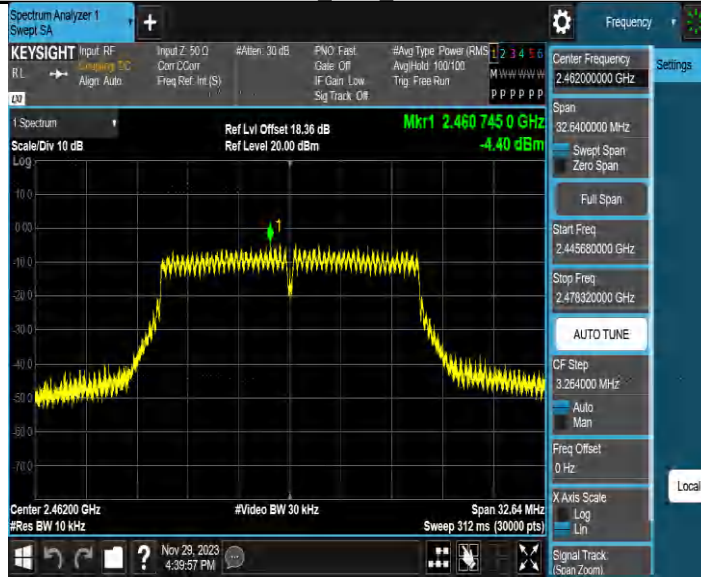 Spectrum Analyzer 1
Swept SA
+
Frequency
KEYSIGHT Input: RF Input Z: 50 Ω #Atten: 30 dB PNO: Fast #Avg Type: Power (RMS 1 2 3 4 5 6
RL Coupling: DC Corr CCorr Gate: Off Avg|Hold: 100/100 M W W W W W
Align: Auto Freq Ref: Int (S) IF Gain: Low Trig: Free Run
Sig Track: Off P P P P P P
1 Spectrum
Scale/Div 10 dB
Ref Lvl Offset 18.36 dB
Ref Level 20.00 dBm
Mkr1 2.460 745 0 GHz
-4.40 dBm
Log
10.0
0.00
-10.0
-20.0
-30.0
-40.0
-50.0
-60.0
-70.0
1
Center 2.46200 GHz #Video BW 30 kHz Span 32.64 MHz
#Res BW 10 kHz Sweep 312 ms (30000 pts)
?
Nov 29, 2023
4:39:57 PM
Center Frequency
2.462000000 GHz
Settings
Span
32.6400000 MHz
Swept Span
Zero Span
Full Span
Start Freq
2.445680000 GHz
Stop Freq
2.478320000 GHz
AUTO TUNE
CF Step
3.264000 MHz
Auto
Man
Freq Offset
0 Hz
X Axis Scale
Log
Lin
Local
Signal Track
(Span Zoom)